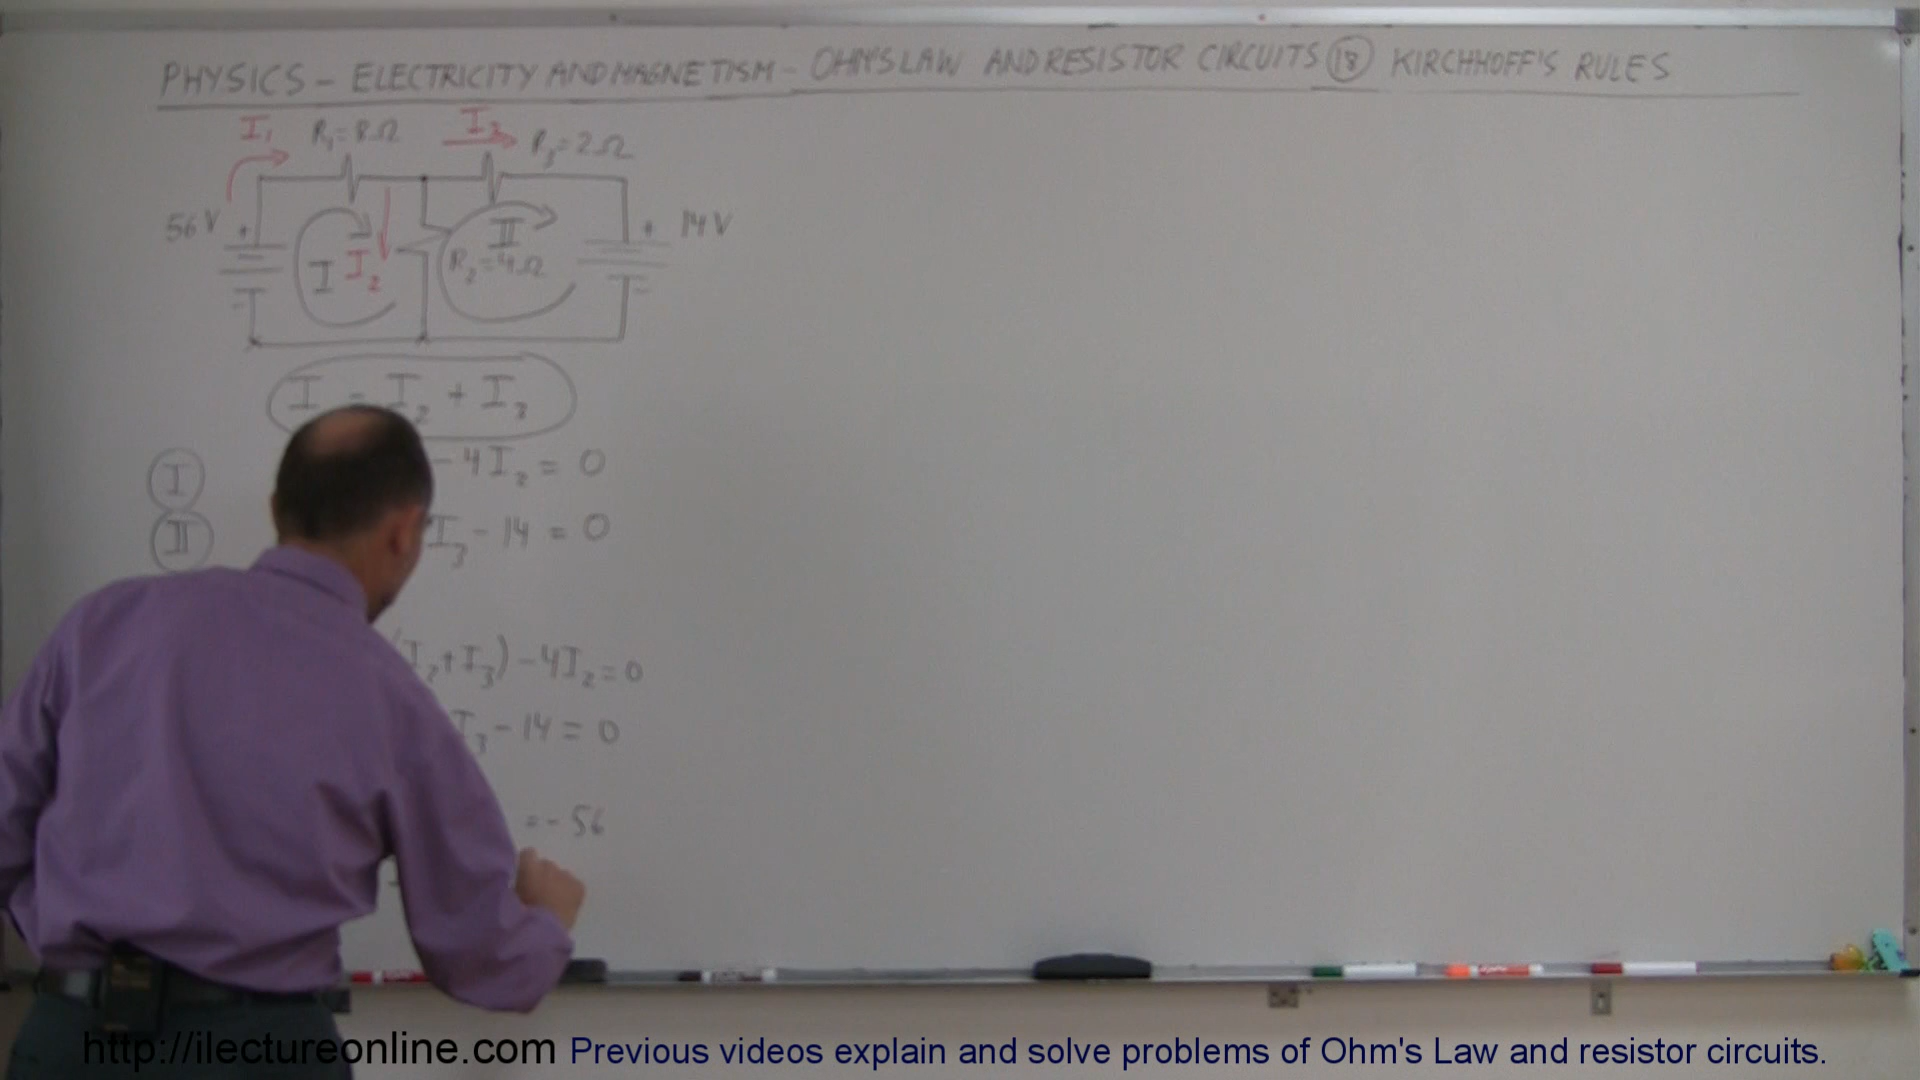 PHYSICS - ELECTRICITY AND MAGNETISM - OHM'S LAW AND RESISTOR CIRCUITS 18 KIRCHHOFF'S RULES
I₁ R₁=8Ω I₃ R₃=2Ω
56V + II + 14V
I I₂ R₂=4Ω
- -
I = I₂ + I₃
I -4I₂ = 0
II I₃ - 14 = 0
(I₂+I₃) -4I₂=0
I₃ - 14 = 0
= - 56
http://ilectureonline.com Previous videos explain and solve problems of Ohm's Law and resistor circuits.